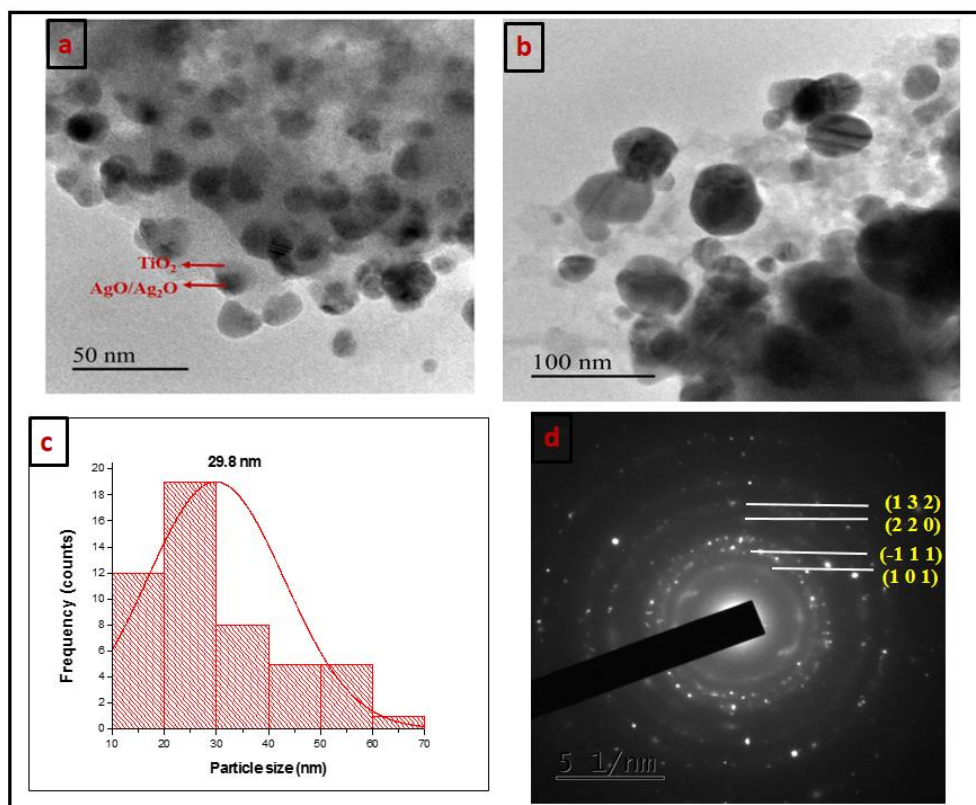 a
TiO₂
AgO/Ag₂O
50 nm
b
100 nm
c
29.8 nm
20
18
16
14
12
10
8
6
4
2
0
Frequency (counts)
10 20 30 40 50 60 70
Particle size (nm)
d
(1 3 2)
(2 2 0)
(-1 1 1)
(1 0 1)
5 1/nm